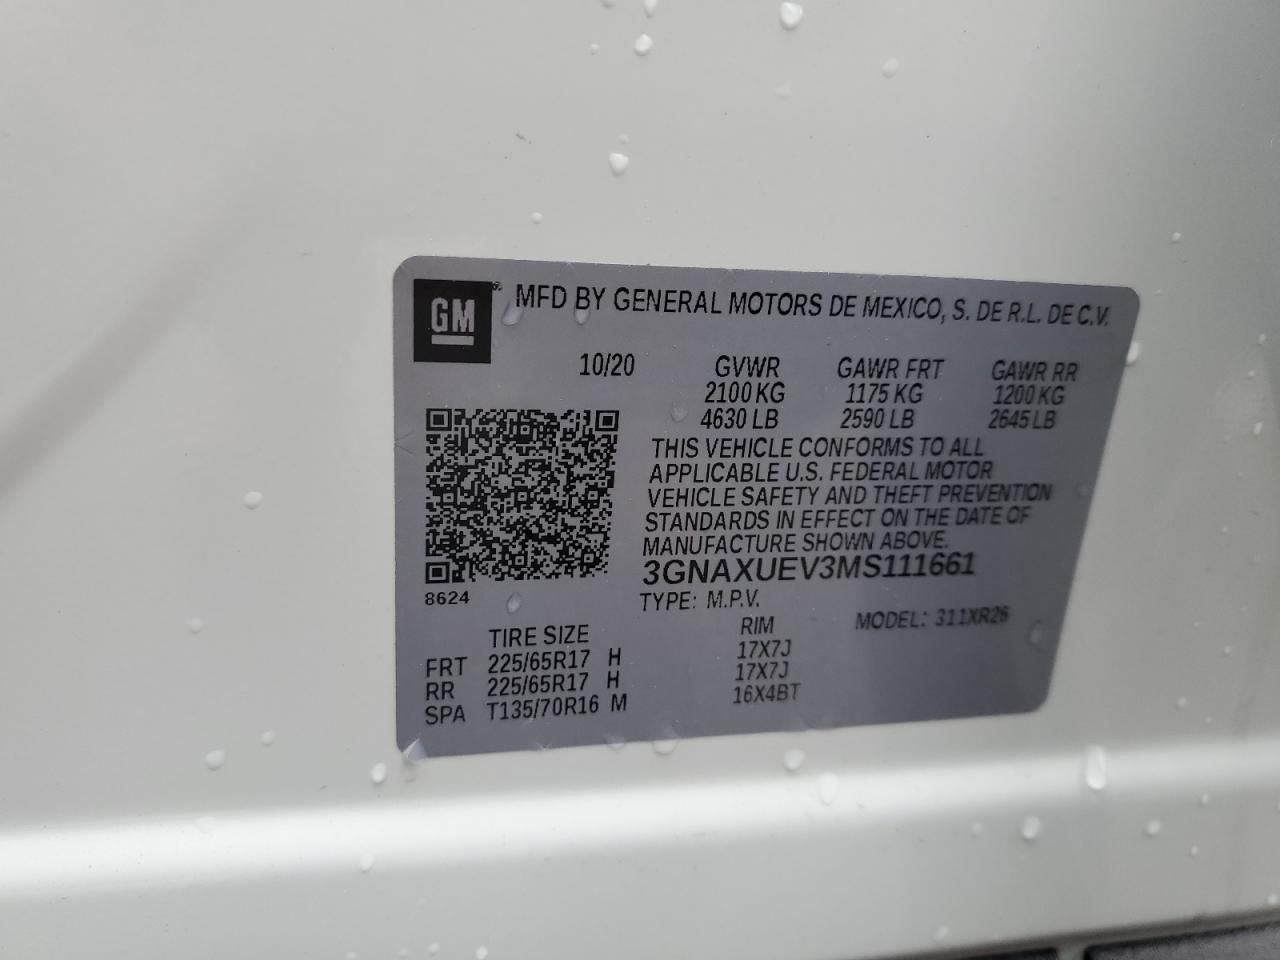 GM® MFD BY GENERAL MOTORS DE MEXICO, S. DE R.L. DE C.V.
10/20 GVWR GAWR FRT GAWR RR
2100 KG 1175 KG 1200 KG
4630 LB 2590 LB 2645 LB
THIS VEHICLE CONFORMS TO ALL
APPLICABLE U.S. FEDERAL MOTOR
VEHICLE SAFETY AND THEFT PREVENTION
STANDARDS IN EFFECT ON THE DATE OF
MANUFACTURE SHOWN ABOVE.
3GNAXUEV3MS111661
8624
TYPE: M.P.V. MODEL: 311XR26
TIRE SIZE RIM
FRT 225/65R17 H 17X7J
RR 225/65R17 H 17X7J
SPA T135/70R16 M 16X4BT